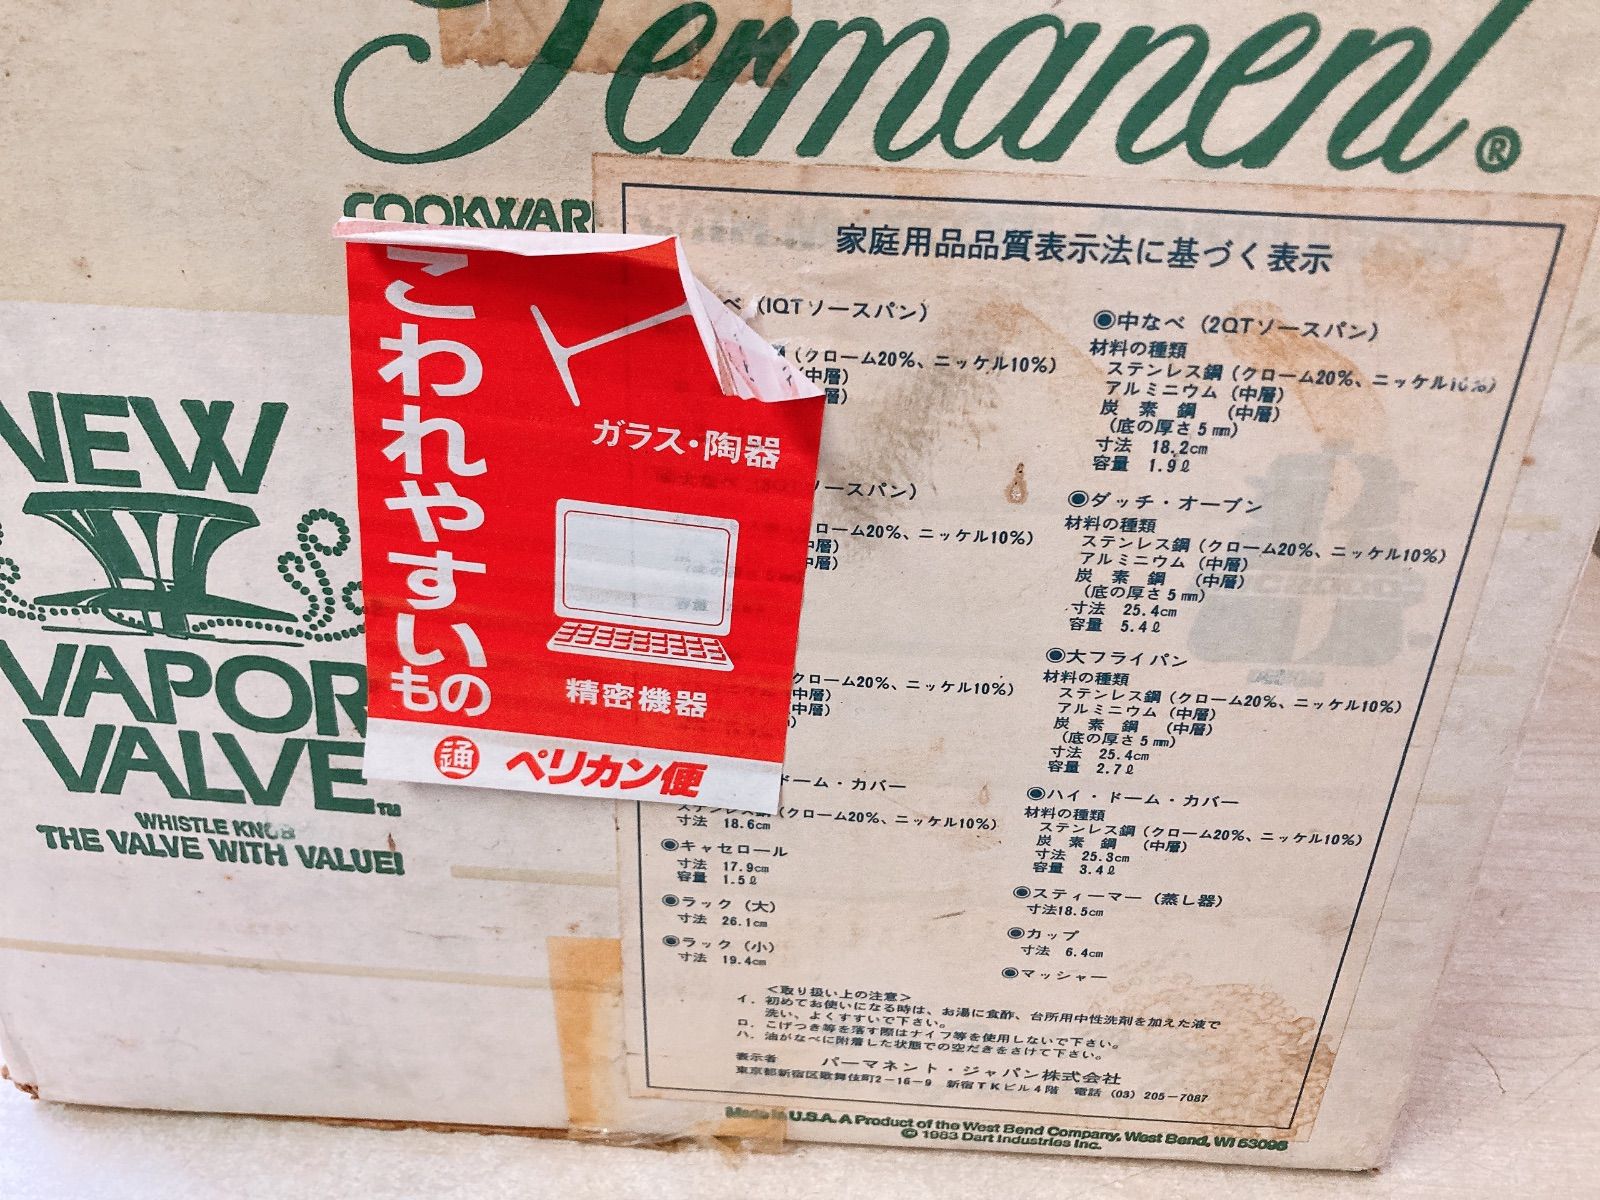 Permanent®
COOKWAR
NEW
VAPOR
VALVE™
WHISTLE KNOB
THE VALVE WITH VALUE!
こわれやすいもの
ガラス・陶器
精密機器
通 ペリカン便
家庭用品品質表示法に基づく表示
べ (1QTソースパン)
(クローム20%、ニッケル10%)
(中層)
層)
ースパン)
ローム20%、ニッケル10%)
中層)
中層)
クローム20%、ニッケル10%)
中層)
中層)
ドーム・カバー
ステンレス鋼 (クローム20%、ニッケル10%)
寸法 18.6cm
◉キャセロール
寸法 17.9cm
容量 1.5ℓ
◉ラック (大)
寸法 26.1cm
◉ラック (小)
寸法 19.4cm
◉中なべ (2QTソースパン)
材料の種類
ステンレス鋼 (クローム20%、ニッケル10%)
アルミニウム (中層)
炭素鋼 (中層)
(底の厚さ5mm)
寸法 18.2cm
容量 1.9ℓ
◉ダッチ・オーブン
材料の種類
ステンレス鋼 (クローム20%、ニッケル10%)
アルミニウム (中層)
炭素鋼 (中層)
(底の厚さ5mm)
寸法 25.4cm
容量 5.4ℓ
◉大フライパン
材料の種類
ステンレス鋼 (クローム20%、ニッケル10%)
アルミニウム (中層)
炭素鋼 (中層)
(底の厚さ5mm)
寸法 25.4cm
容量 2.7ℓ
◉ハイ・ドーム・カバー
材料の種類
ステンレス鋼 (クローム20%、ニッケル10%)
炭素鋼 (中層)
寸法 25.3cm
容量 3.4ℓ
◉スティーマー (蒸し器)
寸法18.5cm
◉カップ
寸法 6.4cm
◉マッシャー
<取り扱い上の注意>
イ. 初めてお使いになる時は、お湯に食酢、台所用中性洗剤を加えた液で
洗い、よくすすいで下さい。
ロ. こげつき等を落す際はナイフ等を使用しないで下さい。
ハ. 油がなべに附着した状態での空だきをさけて下さい。
表示者 パーマネント・ジャパン株式会社
東京都新宿区歌舞伎町2-16-9 新宿TKビル4階 電話 (03) 205-7087
Made in U.S.A. A Product of the West Bend Company, West Bend, WI 53095
© 1983 Dart Industries Inc.